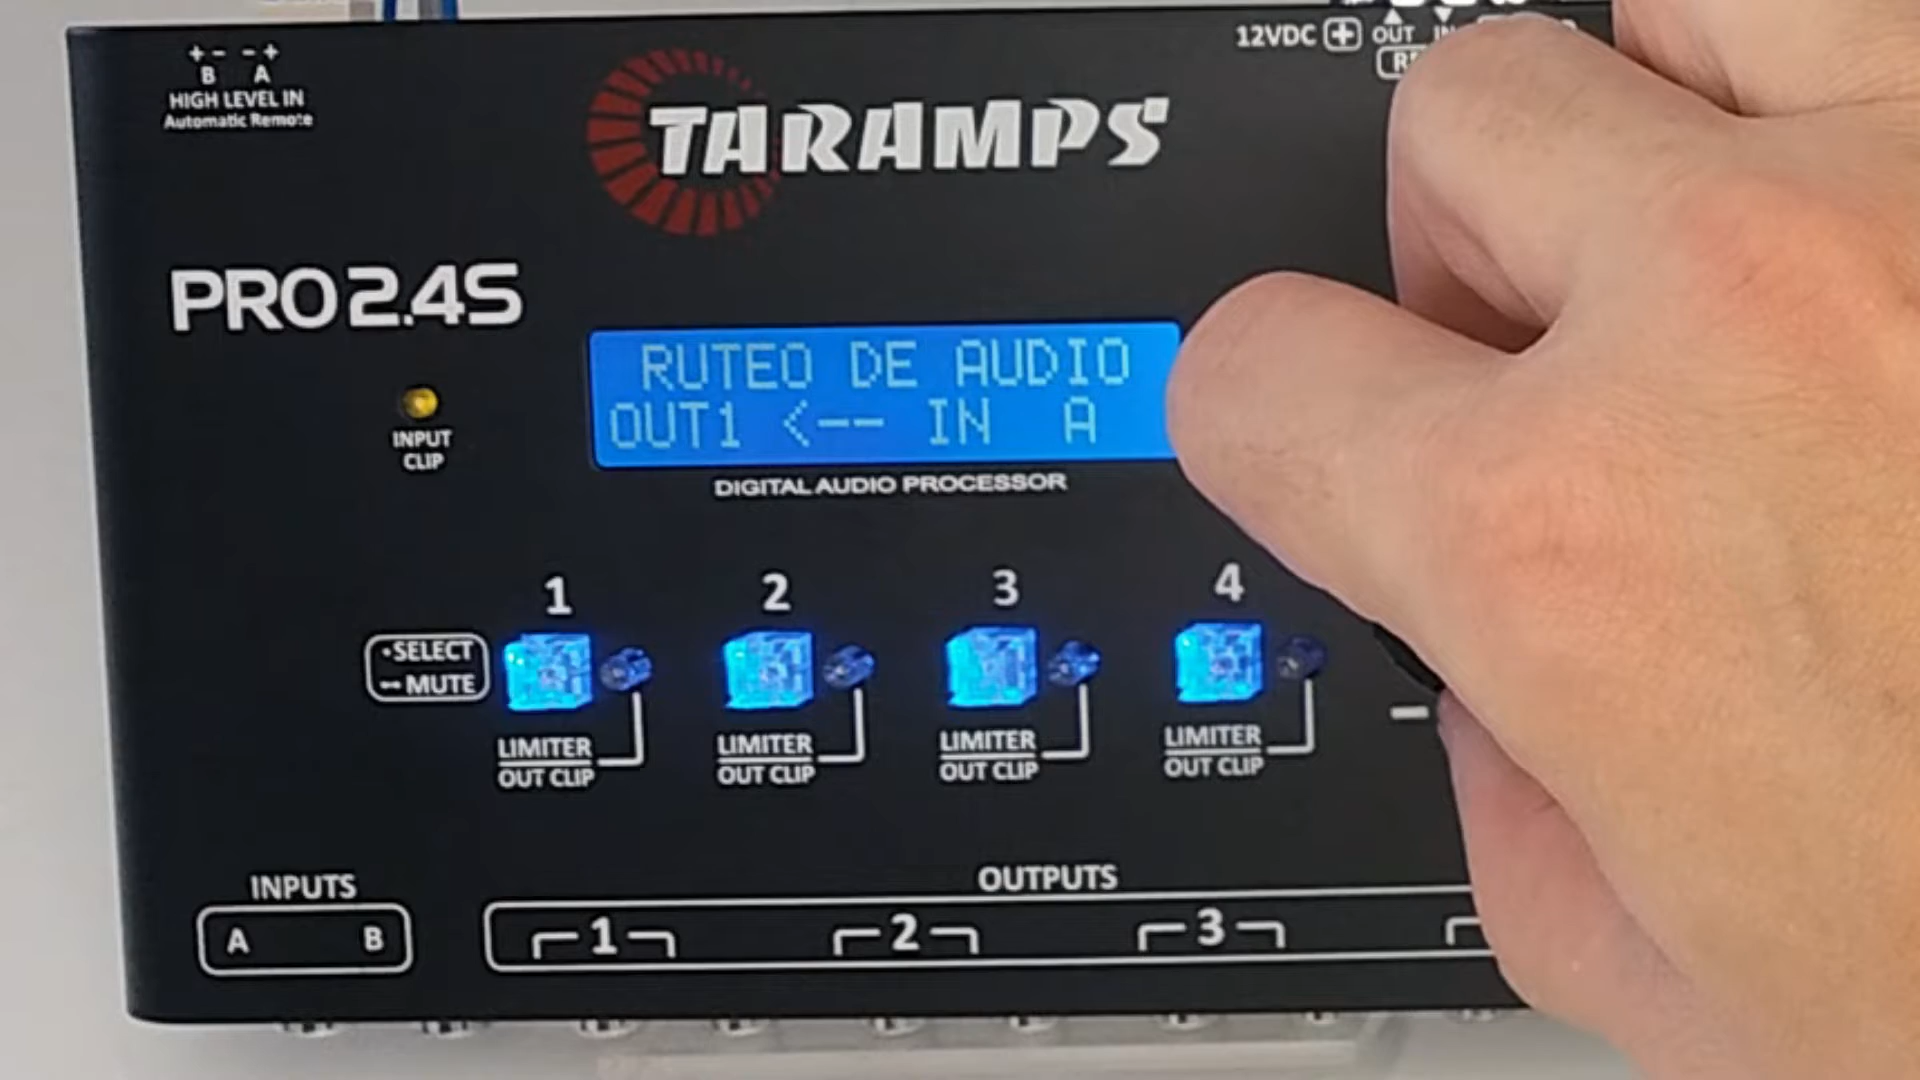 + - - +
B A
HIGH LEVEL IN
Automatic Remote
12VDC + OUT
TARAMPS
PRO2.4S
RUTEO DE AUDIO
OUT1 <-- IN A
DIGITAL AUDIO PROCESSOR
INPUT
CLIP
1 2 3 4
SELECT
MUTE
LIMITER LIMITER LIMITER LIMITER
OUT CLIP OUT CLIP OUT CLIP OUT CLIP
INPUTS
A B
OUTPUTS
1 2 3